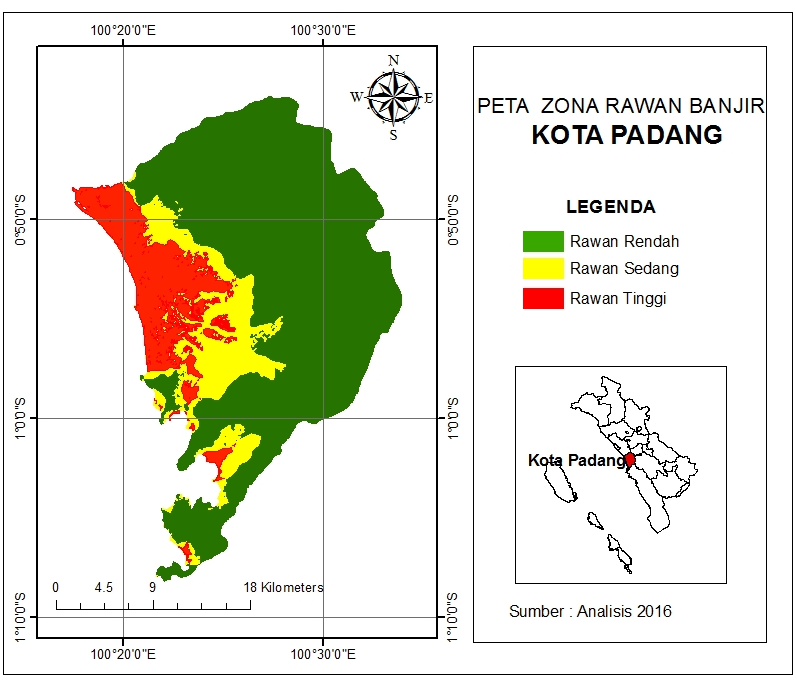 100°20'0"E 100°30'0"E
N
W E
S
0°50'0"S 0°50'0"S
1°0'0"S 1°0'0"S
1°10'0"S 1°10'0"S
0 4.5 9 18 Kilometers
100°20'0"E 100°30'0"E
PETA ZONA RAWAN BANJIR
KOTA PADANG
LEGENDA
Rawan Rendah
Rawan Sedang
Rawan Tinggi
Kota Padang
Sumber : Analisis 2016